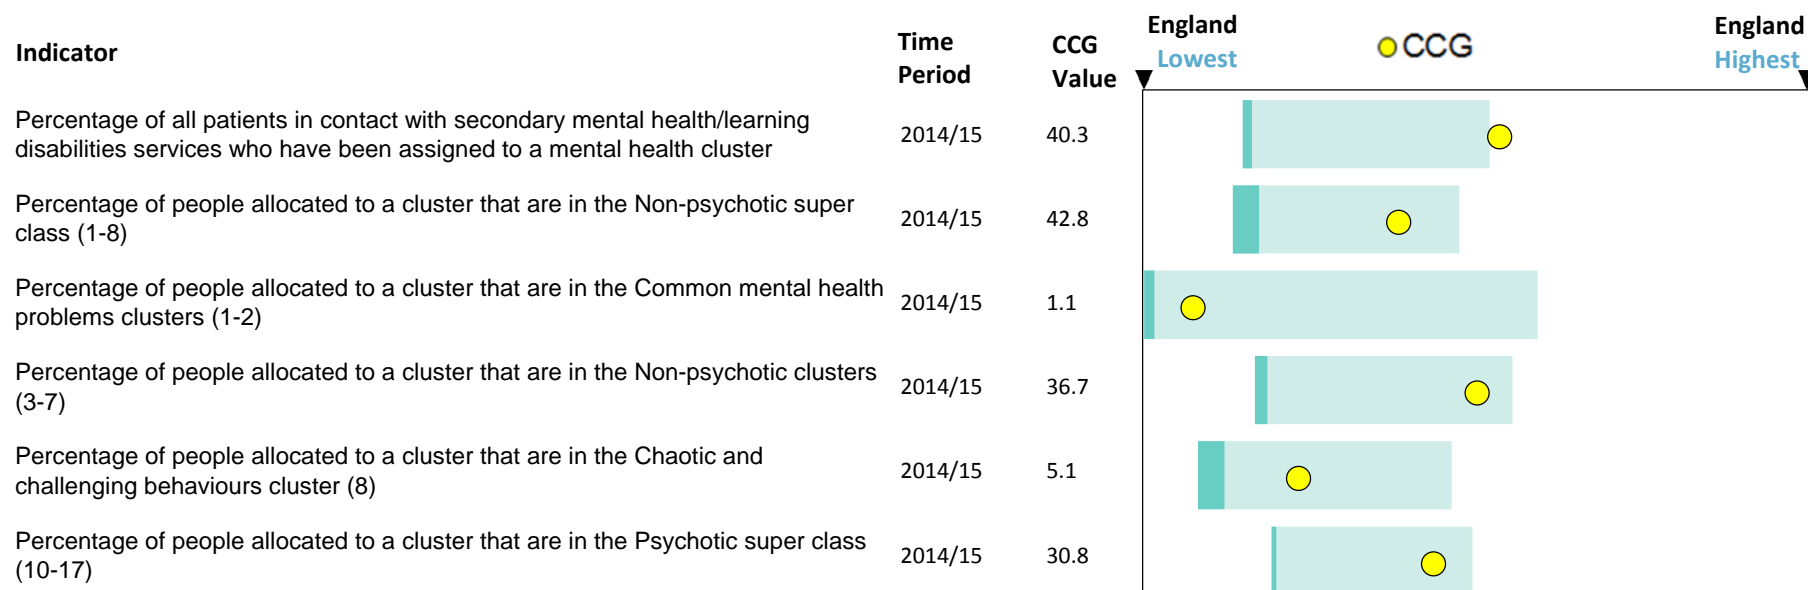 Indicator
Time Period
CCG Value
England Lowest
CCG
England Highest
Percentage of all patients in contact with secondary mental health/learning
disabilities services who have been assigned to a mental health cluster
2014/15
40.3
Percentage of people allocated to a cluster that are in the Non-psychotic super
class (1-8)
2014/15
42.8
Percentage of people allocated to a cluster that are in the Common mental health
problems clusters (1-2)
2014/15
1.1
Percentage of people allocated to a cluster that are in the Non-psychotic clusters
(3-7)
2014/15
36.7
Percentage of people allocated to a cluster that are in the Chaotic and
challenging behaviours cluster (8)
2014/15
5.1
Percentage of people allocated to a cluster that are in the Psychotic super class
(10-17)
2014/15
30.8